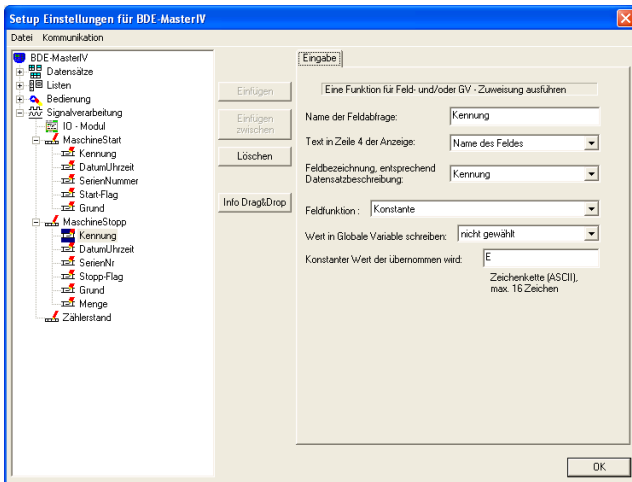 Setup Einstellungen für BDE-MasterIV
Datei Kommunikation
BDE-MasterIV
Datensätze
Listen
Bedienung
Signalverarbeitung
IO - Modul
MaschineStart
Kennung
DatumUhrzeit
SerienNummer
Start-Flag
Grund
MaschineStopp
Kennung
DatumUhrzeit
SerienNr
Stopp-Flag
Grund
Menge
Zählerstand
Einfügen
Einfügen
zwischen
Löschen
Info Drag&Drop
Eingabe
Eine Funktion für Feld- und/oder GV - Zuweisung ausführen
Name der Feldabfrage: Kennung
Text in Zeile 4 der Anzeige: Name des Feldes
Feldbezeichnung, entsprechend
Datensatzbeschreibung: Kennung
Feldfunktion : Konstante
Wert in Globale Variable schreiben: nicht gewählt
Konstanter Wert der übernommen wird: E
Zeichenkette (ASCII),
max. 16 Zeichen
OK